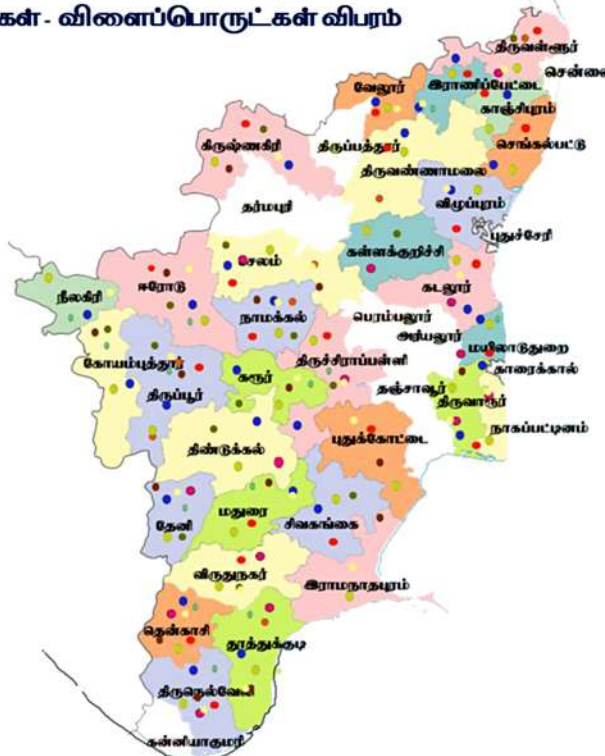 கள் - விளைப்பொருட்கள் விபரம்
திருவள்ளூர்
சென்னை
வேலூர்
இராணிப்பேட்டை
காஞ்சிபுரம்
கிருஷ்ணகிரி
திருப்பத்தூர்
செங்கல்பட்டு
திருவண்ணாமலை
தர்மபுரி
விழுப்புரம்
புதுச்சேரி
கள்ளக்குறிச்சி
சேலம்
நீலகிரி
ஈரோடு
கடலூர்
நாமக்கல்
பெரம்பலூர்
அரியலூர்
மயிலாடுதுறை
கோயம்புத்தூர்
திருச்சிராப்பள்ளி
காரைக்கால்
திருப்பூர்
கரூர்
தஞ்சாவூர்
திருவாரூர்
நாகப்பட்டினம்
திண்டுக்கல்
புதுக்கோட்டை
தேனி
மதுரை
சிவகங்கை
விருதுநகர்
இராமநாதபுரம்
தென்காசி
தூத்துக்குடி
திருநெல்வேலி
கன்னியாகுமரி